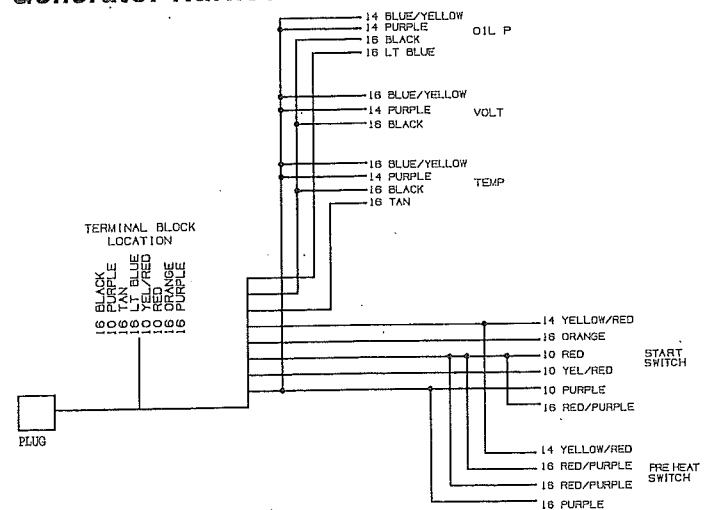 14 BLUE/YELLOW
14 PURPLE
16 BLACK
16 LT BLUE
OIL P
16 BLUE/YELLOW
14 PURPLE
16 BLACK
VOLT
16 BLUE/YELLOW
14 PURPLE
16 BLACK
16 TAN
TEMP
TERMINAL BLOCK
LOCATION
16 BLACK
10 PURPLE
16 TAN
16 LT BLUE
10 YEL/RED
10 RED
16 ORANGE
16 PURPLE
14 YELLOW/RED
16 ORANGE
10 RED
10 YEL/RED
10 PURPLE
16 RED/PURPLE
START
SWITCH
14 YELLOW/RED
16 RED/PURPLE
16 RED/PURPLE
16 PURPLE
PREHEAT
SWITCH
PLUG